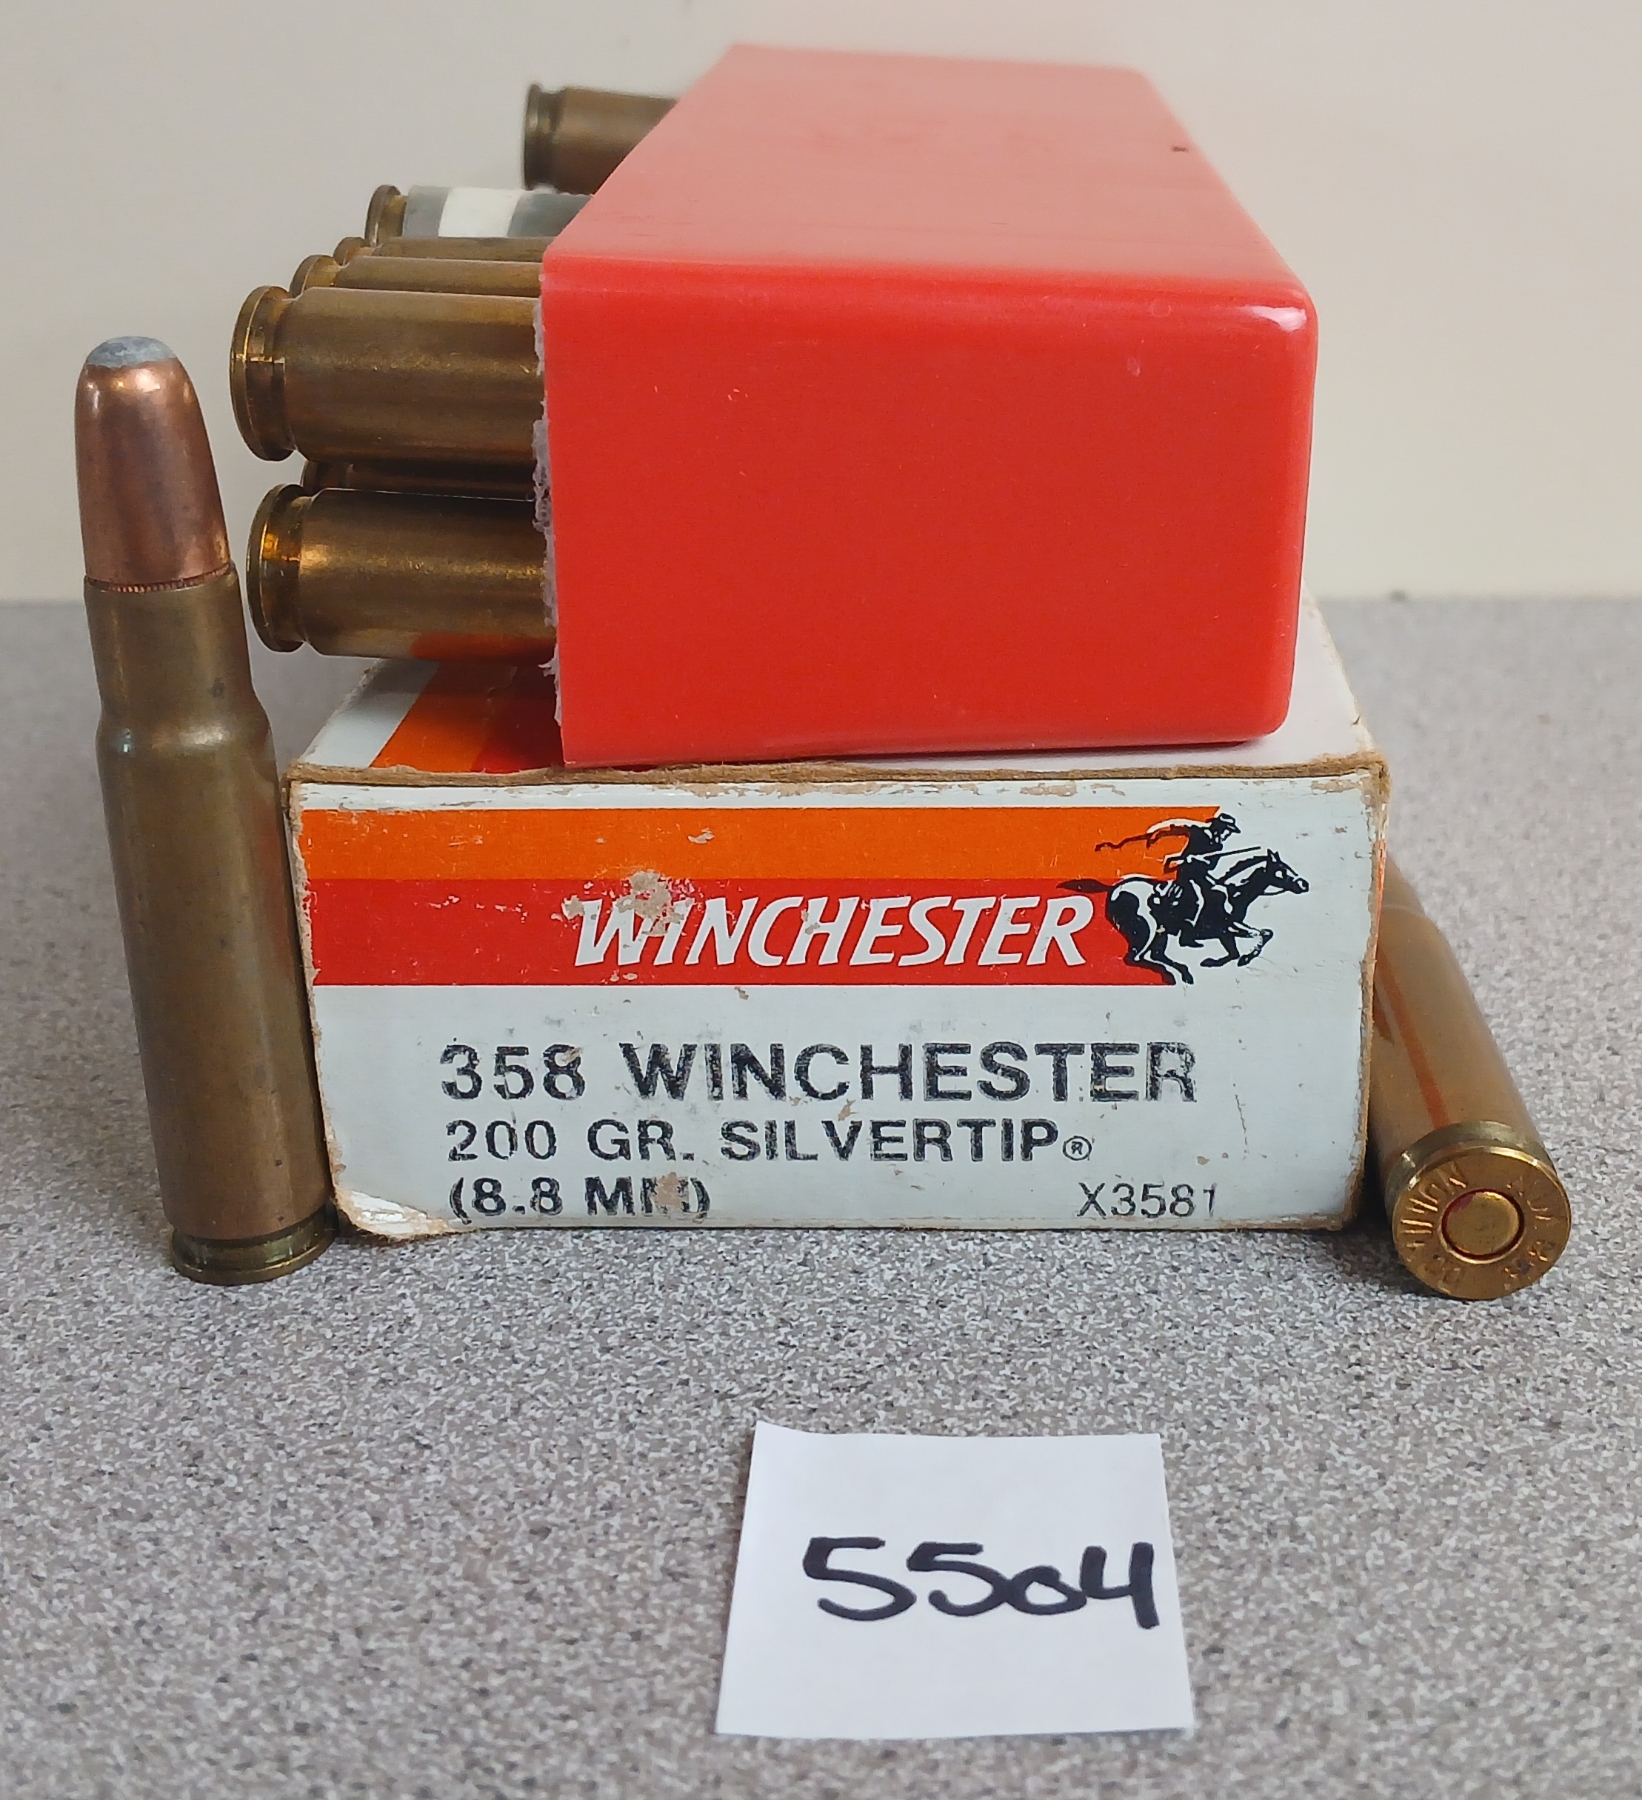 WINCHESTER
358 WINCHESTER
200 GR. SILVERTIP®
(8.8 MM)
X3581
5504